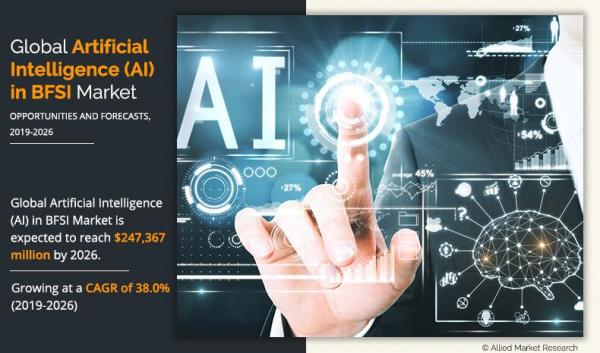 Global Artificial
Intelligence (AI)
in BFSI Market
OPPORTUNITIES AND FORECASTS,
2019-2026
Global Artificial Intelligence
(AI) in BFSI Market is
expected to reach $247,367
million by 2026.
Growing at a CAGR of 38.0%
(2019-2026)
AI
27%
54%
average 45%
27%
© Allied Market Research